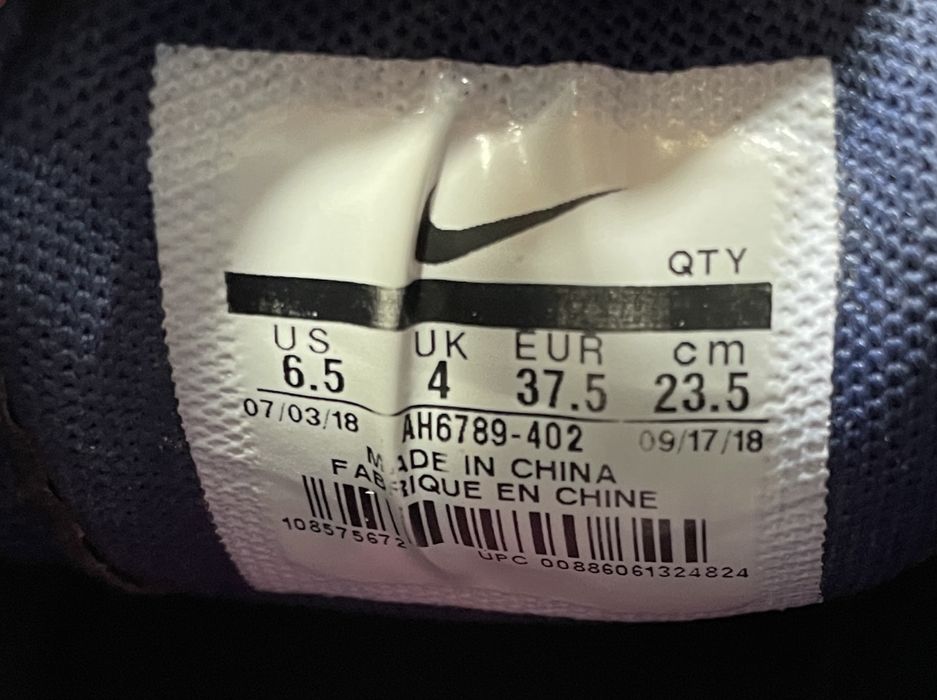 QTY
US UK EUR cm
6.5 4 37.5 23.5
07/03/18 AH6789-402 09/17/18
MADE IN CHINA
FABRIQUE EN CHINE
108575672 UPC 00886061324824